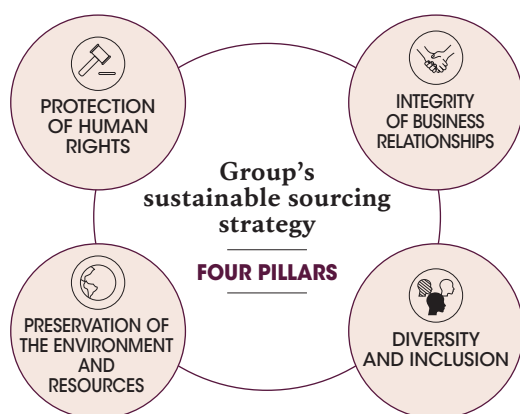 PROTECTION
OF HUMAN
RIGHTS
INTEGRITY
OF BUSINESS
RELATIONSHIPS
Group's
sustainable sourcing
strategy
FOUR PILLARS
PRESERVATION OF
THE ENVIRONMENT
AND
RESOURCES
DIVERSITY
AND INCLUSION